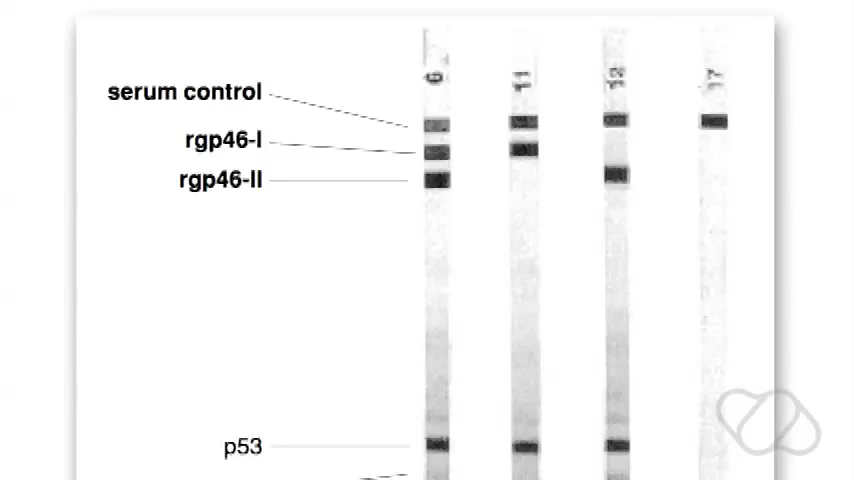 6 11 12 17
serum control
rgp46-I
rgp46-II
p53